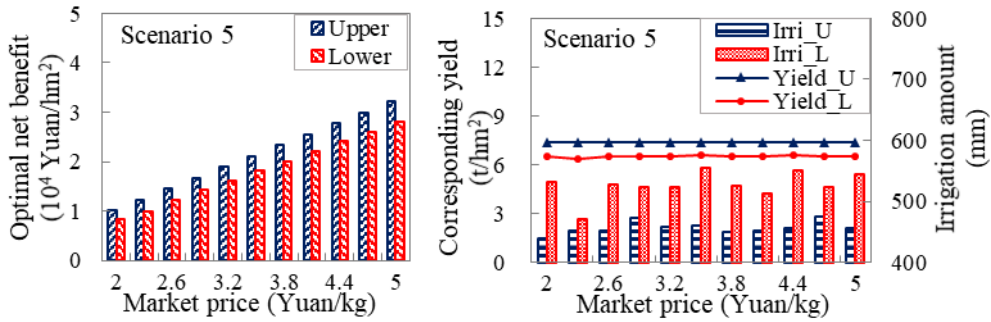 Optimal net benefit
(10⁴ Yuan/hm²)
5
4
3
2
1
0
Scenario 5
Upper
Lower
2
2.6
3.2
3.8
4.4
5
Market price (Yuan/kg)
Corresponding yield
(t/hm²)
15
12
9
6
3
0
Scenario 5
Irri_U
Irri_L
Yield_U
Yield_L
800
700
600
500
400
Irrigation amount
(mm)
2
2.6
3.2
3.8
4.4
5
Market price (Yuan/kg)